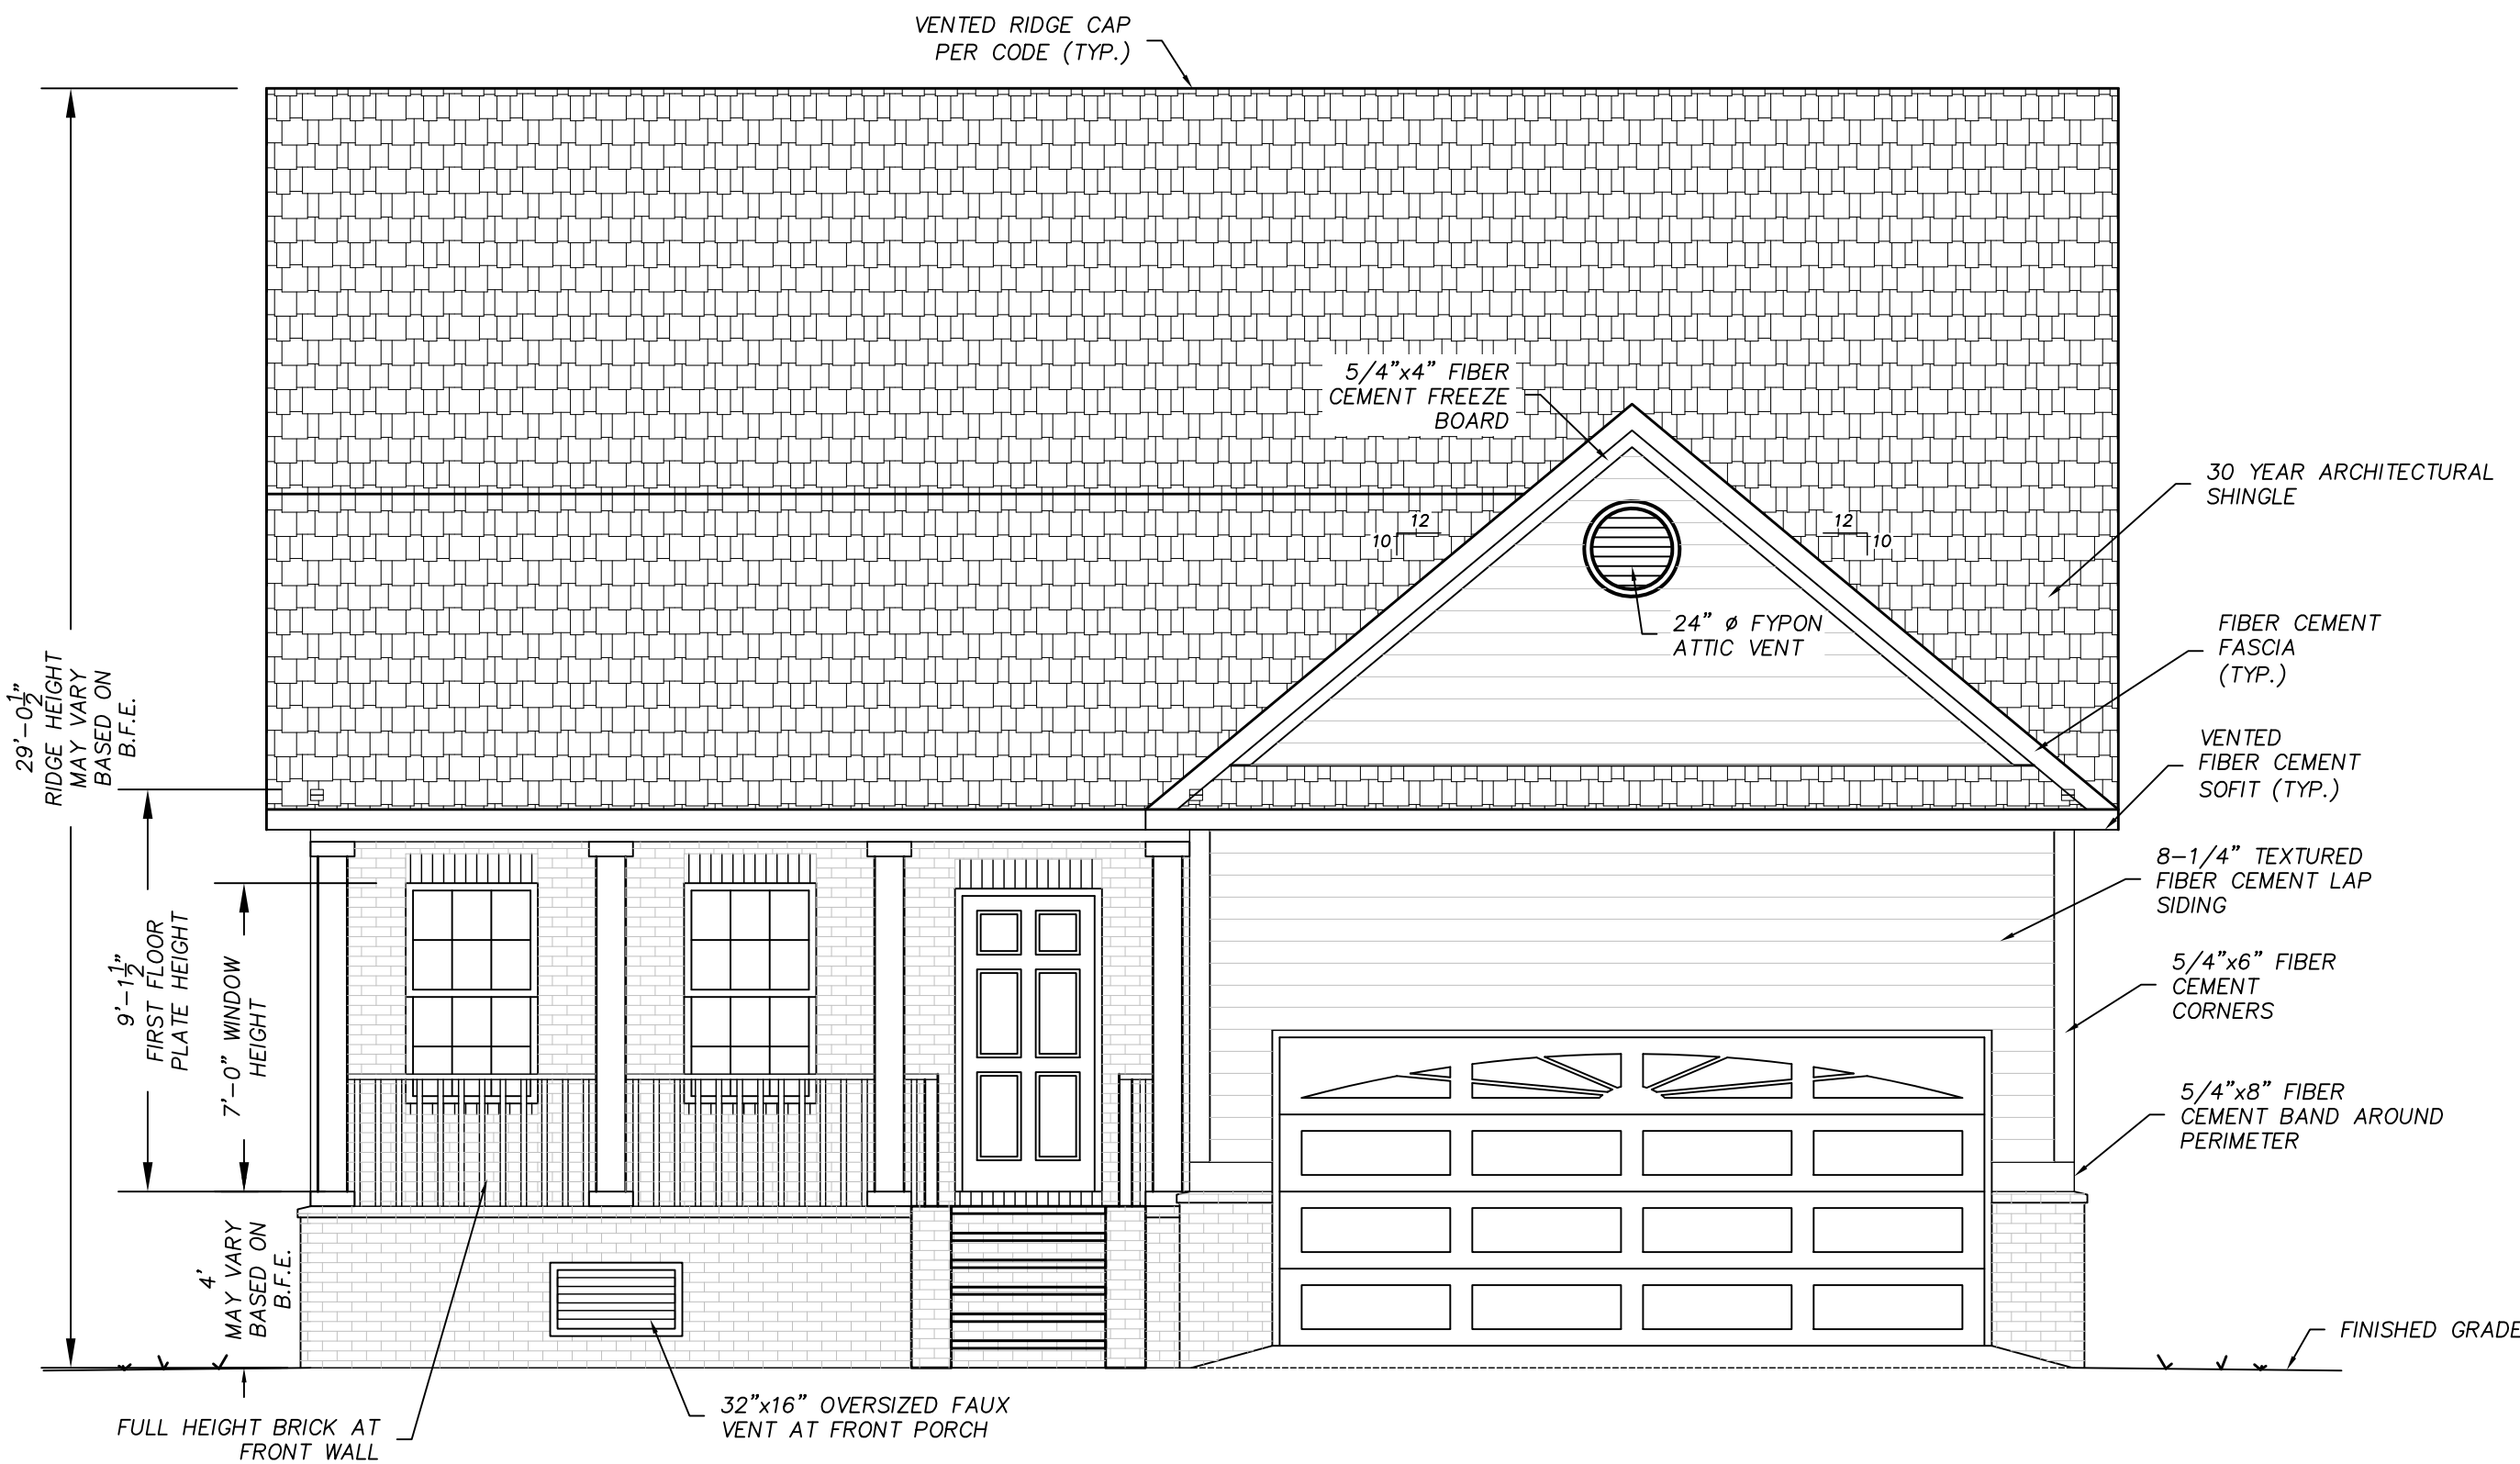 VENTED RIDGE CAP
PER CODE (TYP.)
5/4"x4" FIBER
CEMENT FREEZE
BOARD
12
10
12
10
24" Ø FYPON
ATTIC VENT
30 YEAR ARCHITECTURAL
SHINGLE
FIBER CEMENT
FASCIA
(TYP.)
VENTED
FIBER CEMENT
SOFIT (TYP.)
8-1/4" TEXTURED
FIBER CEMENT LAP
SIDING
5/4"x6" FIBER
CEMENT
CORNERS
5/4"x8" FIBER
CEMENT BAND AROUND
PERIMETER
FINISHED GRADE
29'-0 1/2"
RIDGE HEIGHT
MAY VARY
BASED ON
B.F.E.
9'-1 1/2"
FIRST FLOOR
PLATE HEIGHT
7'-0" WINDOW
HEIGHT
4'
MAY VARY
BASED ON
B.F.E.
FULL HEIGHT BRICK AT
FRONT WALL
32"x16" OVERSIZED FAUX
VENT AT FRONT PORCH